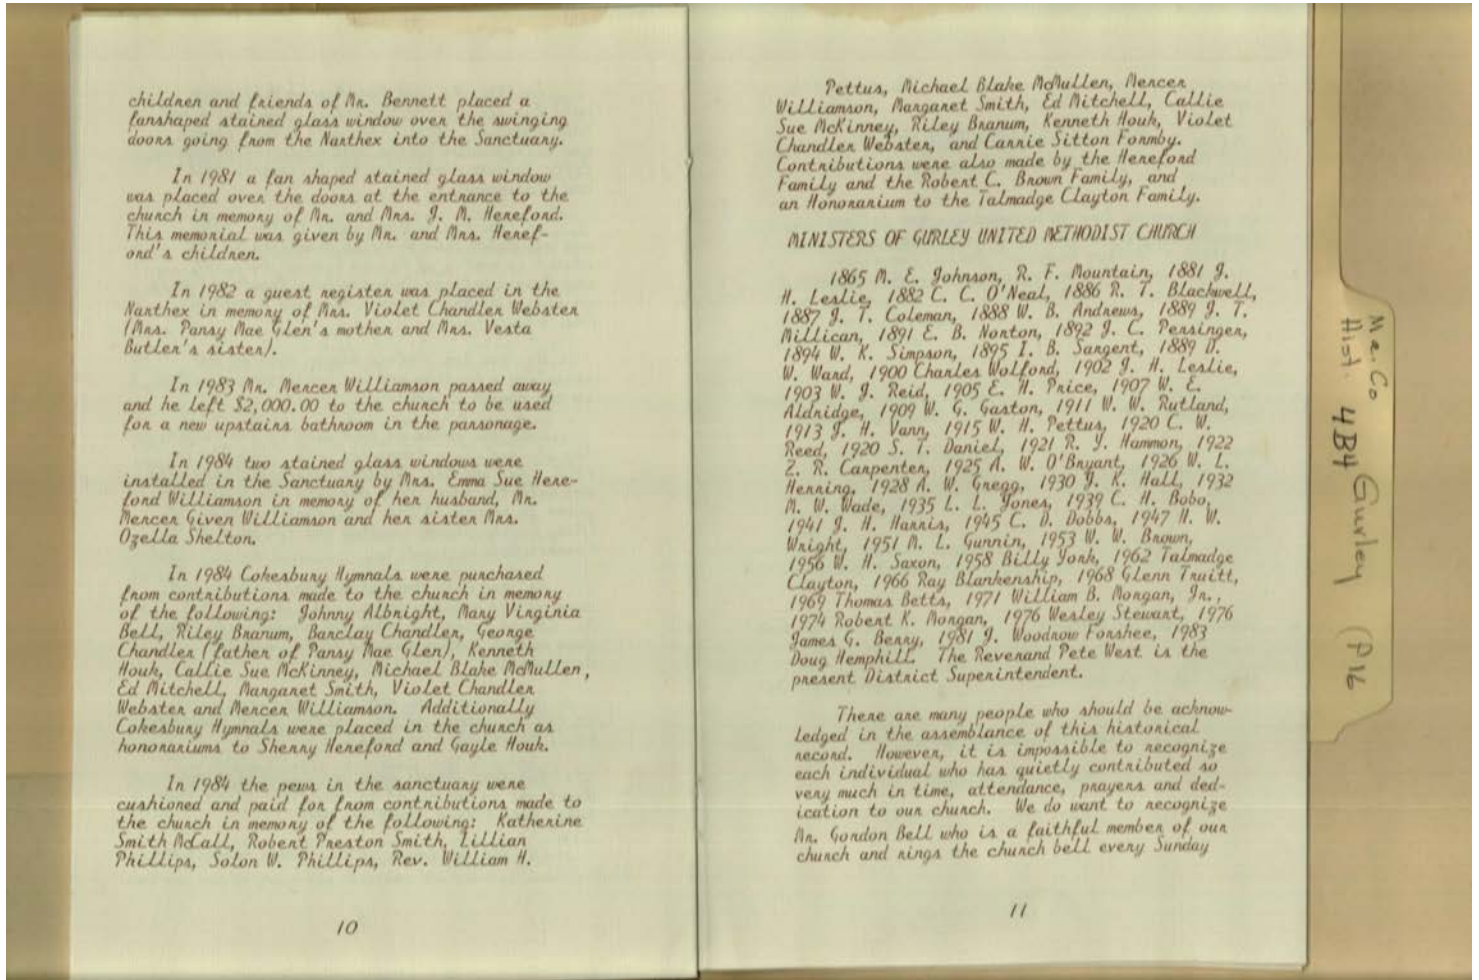 children and friends of Mr. Bennett placed a
fanshaped stained glass window over the swinging
doors going from the Narthex into the Sanctuary.
In 1981 a fan shaped stained glass window
was placed over the doors at the entrance to the
church in memory of Mr. and Mrs. J. M. Hereford.
This memorial was given by Mr. and Mrs. Heref-
ord's children.
In 1982 a guest register was placed in the
Narthex in memory of Mrs. Violet Chandler Webster
(Mrs. Pansy Mae Glen's mother and Mrs. Vesta
Butler's sister).
In 1983 Mr. Mercer Williamson passed away
and he left $2,000.00 to the church to be used
for a new upstairs bathroom in the parsonage.
In 1984 two stained glass windows were
installed in the Sanctuary by Mrs. Emma Sue Here-
ford Williamson in memory of her husband, Mr.
Mercer Given Williamson and her sister Mrs.
Ozella Shelton.
In 1984 Cokesbury Hymnals were purchased
from contributions made to the church in memory
of the following: Johnny Albright, Mary Virginia
Bell, Riley Branum, Barclay Chandler, George
Chandler (father of Pansy Mae Glen), Kenneth
Houk, Callie Sue McKinney, Michael Blake McMullen,
Ed Mitchell, Margaret Smith, Violet Chandler
Webster and Mercer Williamson. Additionally
Cokesbury Hymnals were placed in the church as
honorariums to Sherry Hereford and Gayle Houk.
In 1984 the pews in the sanctuary were
cushioned and paid for from contributions made to
the church in memory of the following: Katherine
Smith McCall, Robert Preston Smith, Lillian
Phillips, Solon W. Phillips, Rev. William H.
10
Pettus, Michael Blake McMullen, Mercer
Williamson, Margaret Smith, Ed Mitchell, Callie
Sue McKinney, Riley Branum, Kenneth Houk, Violet
Chandler Webster, and Carrie Sitton Formby.
Contributions were also made by the Hereford
Family and the Robert C. Brown Family, and
an Honorarium to the Talmadge Clayton Family.
MINISTERS OF GURLEY UNITED METHODIST CHURCH
1865 M. E. Johnson, R. F. Mountain, 1881 J.
H. Leslie, 1882 C. C. O'Neal, 1886 R. T. Blackwell,
1887 J. T. Coleman, 1888 W. B. Andrews, 1889 J. T.
Millican, 1891 E. B. Norton, 1892 J. C. Persinger,
1894 W. K. Simpson, 1895 I. B. Sargent, 1889 D.
W. Ward, 1900 Charles Wolford, 1902 J. H. Leslie,
1903 W. J. Reid, 1905 E. H. Price, 1907 W. E.
Aldridge, 1909 W. G. Gaston, 1911 W. W. Rutland,
1913 J. H. Vann, 1915 W. H. Pettus, 1920 C. W.
Reed, 1920 S. T. Daniel, 1921 R. Y. Hammon, 1922
Z. R. Carpenter, 1925 A. W. O'Bryant, 1926 W. L.
Henning, 1928 A. W. Gregg, 1930 J. K. Hall, 1932
M. W. Wade, 1935 L. L. Jones, 1939 C. H. Bobo,
1941 J. H. Harris, 1945 C. D. Dobbs, 1947 H. W.
Wright, 1951 M. L. Gunnin, 1953 W. W. Brown,
1956 W. H. Saxon, 1958 Billy York, 1962 Talmadge
Clayton, 1966 Ray Blankenship, 1968 Glenn Truitt,
1969 Thomas Betts, 1971 William B. Morgan, Jr.,
1974 Robert K. Morgan, 1976 Wesley Stewart, 1976
James G. Berry, 1981 J. Woodrow Forshee, 1983
Doug Hemphill. The Reverand Pete West is the
present District Superintendent.
There are many people who should be acknow-
ledged in the assemblance of this historical
record. However, it is impossible to recognize
each individual who has quietly contributed so
very much in time, attendance, prayers and ded-
ication to our church. We do want to recognize
Mr. Gordon Bell who is a faithful member of our
church and rings the church bell every Sunday
11
Ma. Co
Hist. 4B4 Gurley (P16